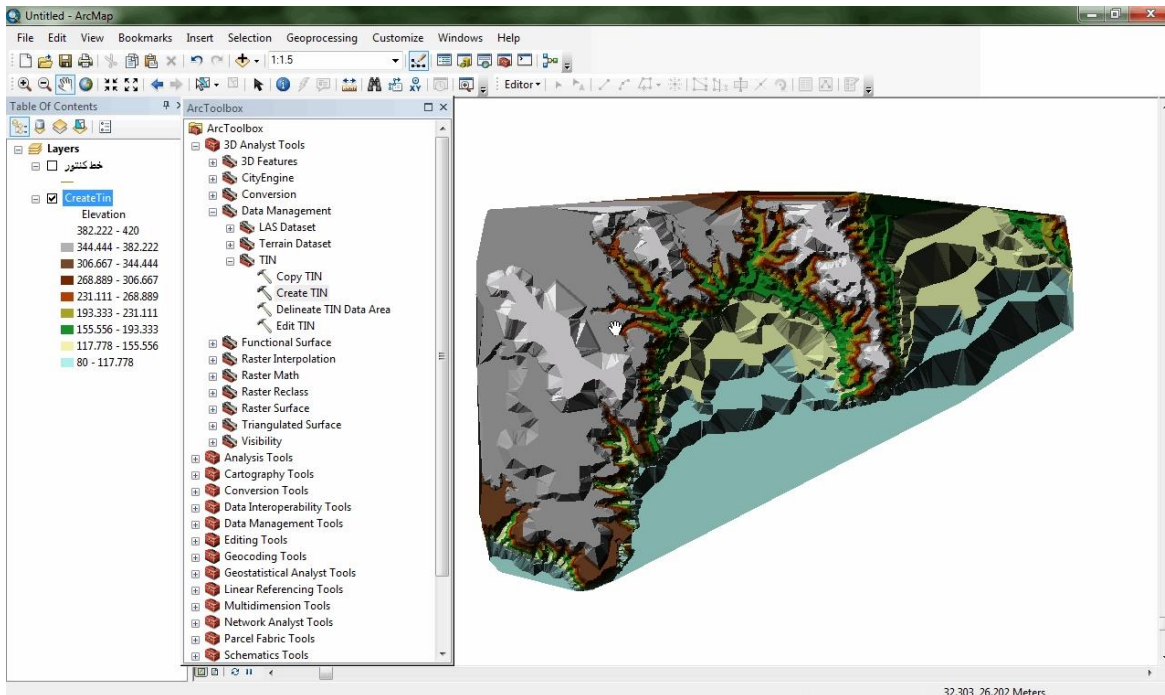 Untitled - ArcMap
File Edit View Bookmarks Insert Selection Geoprocessing Customize Windows Help
1:1.5
Editor
Table Of Contents
Layers
خط کنتور
CreateTin
Elevation
382.222 - 420
344.444 - 382.222
306.667 - 344.444
268.889 - 306.667
231.111 - 268.889
193.333 - 231.111
155.556 - 193.333
117.778 - 155.556
80 - 117.778
ArcToolbox
ArcToolbox
3D Analyst Tools
3D Features
CityEngine
Conversion
Data Management
LAS Dataset
Terrain Dataset
TIN
Copy TIN
Create TIN
Delineate TIN Data Area
Edit TIN
Functional Surface
Raster Interpolation
Raster Math
Raster Reclass
Raster Surface
Triangulated Surface
Visibility
Analysis Tools
Cartography Tools
Conversion Tools
Data Interoperability Tools
Data Management Tools
Editing Tools
Geocoding Tools
Geostatistical Analyst Tools
Linear Referencing Tools
Multidimension Tools
Network Analyst Tools
Parcel Fabric Tools
Schematics Tools
32.303 26.202 Meters